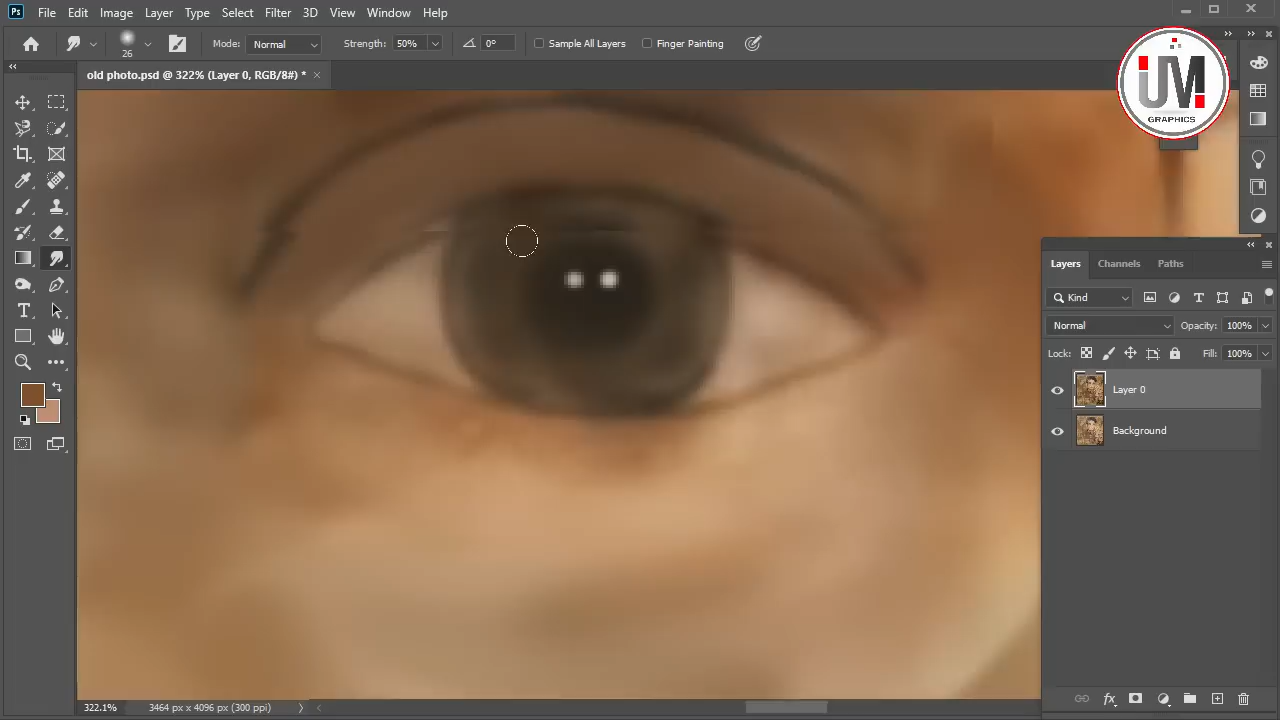 Ps File Edit Image Layer Type Select Filter 3D View Window Help
26 Mode: Normal Strength: 50% 0° Sample All Layers Finger Painting
old photo.psd @ 322% (Layer 0, RGB/8#) *
UM
GRAPHICS
Layers Channels Paths
Kind
Normal Opacity: 100%
Lock: Fill: 100%
Layer 0
Background
322.1% 3464 px x 4096 px (300 ppi)